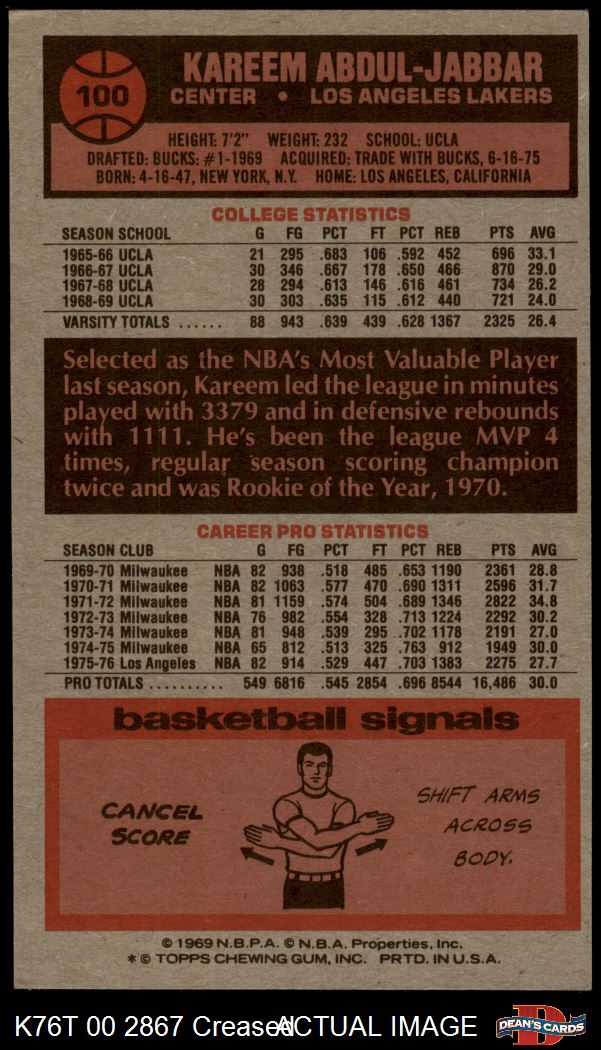 100
KAREEM ABDUL-JABBAR
CENTER • LOS ANGELES LAKERS
HEIGHT: 7'2" WEIGHT: 232 SCHOOL: UCLA
DRAFTED: BUCKS: #1-1969 ACQUIRED: TRADE WITH BUCKS, 6-16-75
BORN: 4-16-47, NEW YORK, N.Y. HOME: LOS ANGELES, CALIFORNIA
COLLEGE STATISTICS
SEASON SCHOOL G FG PCT FT PCT REB PTS AVG
1965-66 UCLA 21 295 .683 106 .592 452 696 33.1
1966-67 UCLA 30 346 .667 178 .650 466 870 29.0
1967-68 UCLA 28 294 .613 146 .616 461 734 26.2
1968-69 UCLA 30 303 .635 115 .612 440 721 24.0
VARSITY TOTALS ...... 88 943 .639 439 .628 1367 2325 26.4
Selected as the NBA's Most Valuable Player
last season, Kareem led the league in minutes
played with 3379 and in defensive rebounds
with 1111. He's been the league MVP 4
times, regular season scoring champion
twice and was Rookie of the Year, 1970.
CAREER PRO STATISTICS
SEASON CLUB G FG PCT FT PCT REB PTS AVG
1969-70 Milwaukee NBA 82 938 .518 485 .653 1190 2361 28.8
1970-71 Milwaukee NBA 82 1063 .577 470 .690 1311 2596 31.7
1971-72 Milwaukee NBA 81 1159 .574 504 .689 1346 2822 34.8
1972-73 Milwaukee NBA 76 982 .554 328 .713 1224 2292 30.2
1973-74 Milwaukee NBA 81 948 .539 295 .702 1178 2191 27.0
1974-75 Milwaukee NBA 65 812 .513 325 .763 912 1949 30.0
1975-76 Los Angeles NBA 82 914 .529 447 .703 1383 2275 27.7
PRO TOTALS .......... 549 6816 .545 2854 .696 8544 16,486 30.0
basketball signals
CANCEL
SCORE
SHIFT ARMS
ACROSS
BODY.
© 1969 N.B.P.A. © N.B.A. Properties, Inc.
* © TOPPS CHEWING GUM, INC. PRTD. IN U.S.A.
K76T 00 2867 Creased ACTUAL IMAGE
D
DEAN'S CARDS